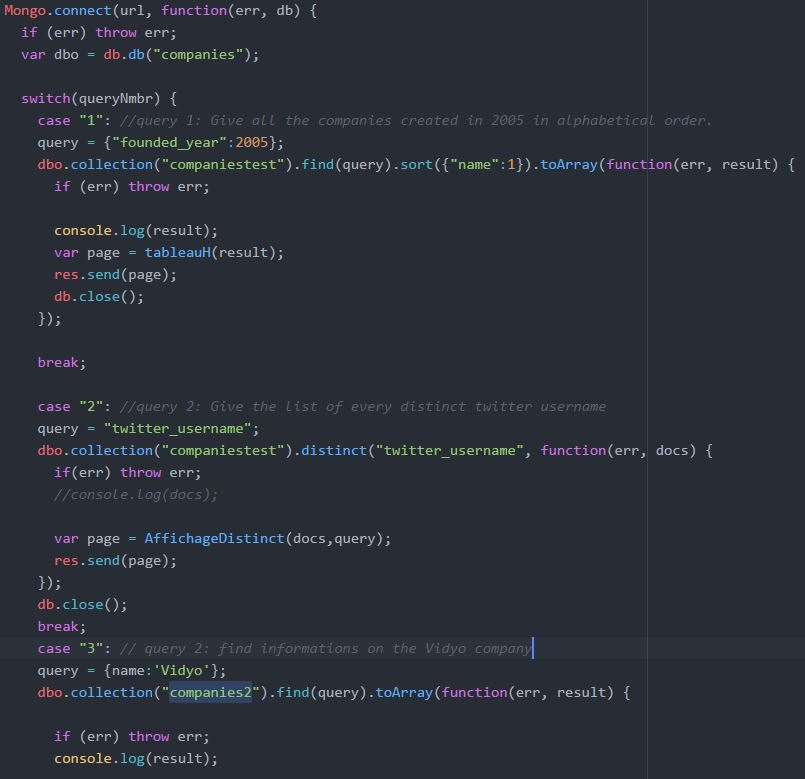 Mongo.connect(url, function(err, db) {
if (err) throw err;
var dbo = db.db("companies");
switch(queryNmbr) {
case "1": //query 1: Give all the companies created in 2005 in alphabetical order.
query = {"founded_year":2005};
dbo.collection("companiestest").find(query).sort({"name":1}).toArray(function(err, result) {
if (err) throw err;
console.log(result);
var page = tableauH(result);
res.send(page);
db.close();
});
break;
case "2": //query 2: Give the list of every distinct twitter username
query = "twitter_username";
dbo.collection("companiestest").distinct("twitter_username", function(err, docs) {
if(err) throw err;
//console.log(docs);
var page = AffichageDistinct(docs,query);
res.send(page);
});
db.close();
break;
case "3": // query 2: find informations on the Vidyo company
query = {name:'Vidyo'};
dbo.collection("companies2").find(query).toArray(function(err, result) {
if (err) throw err;
console.log(result);